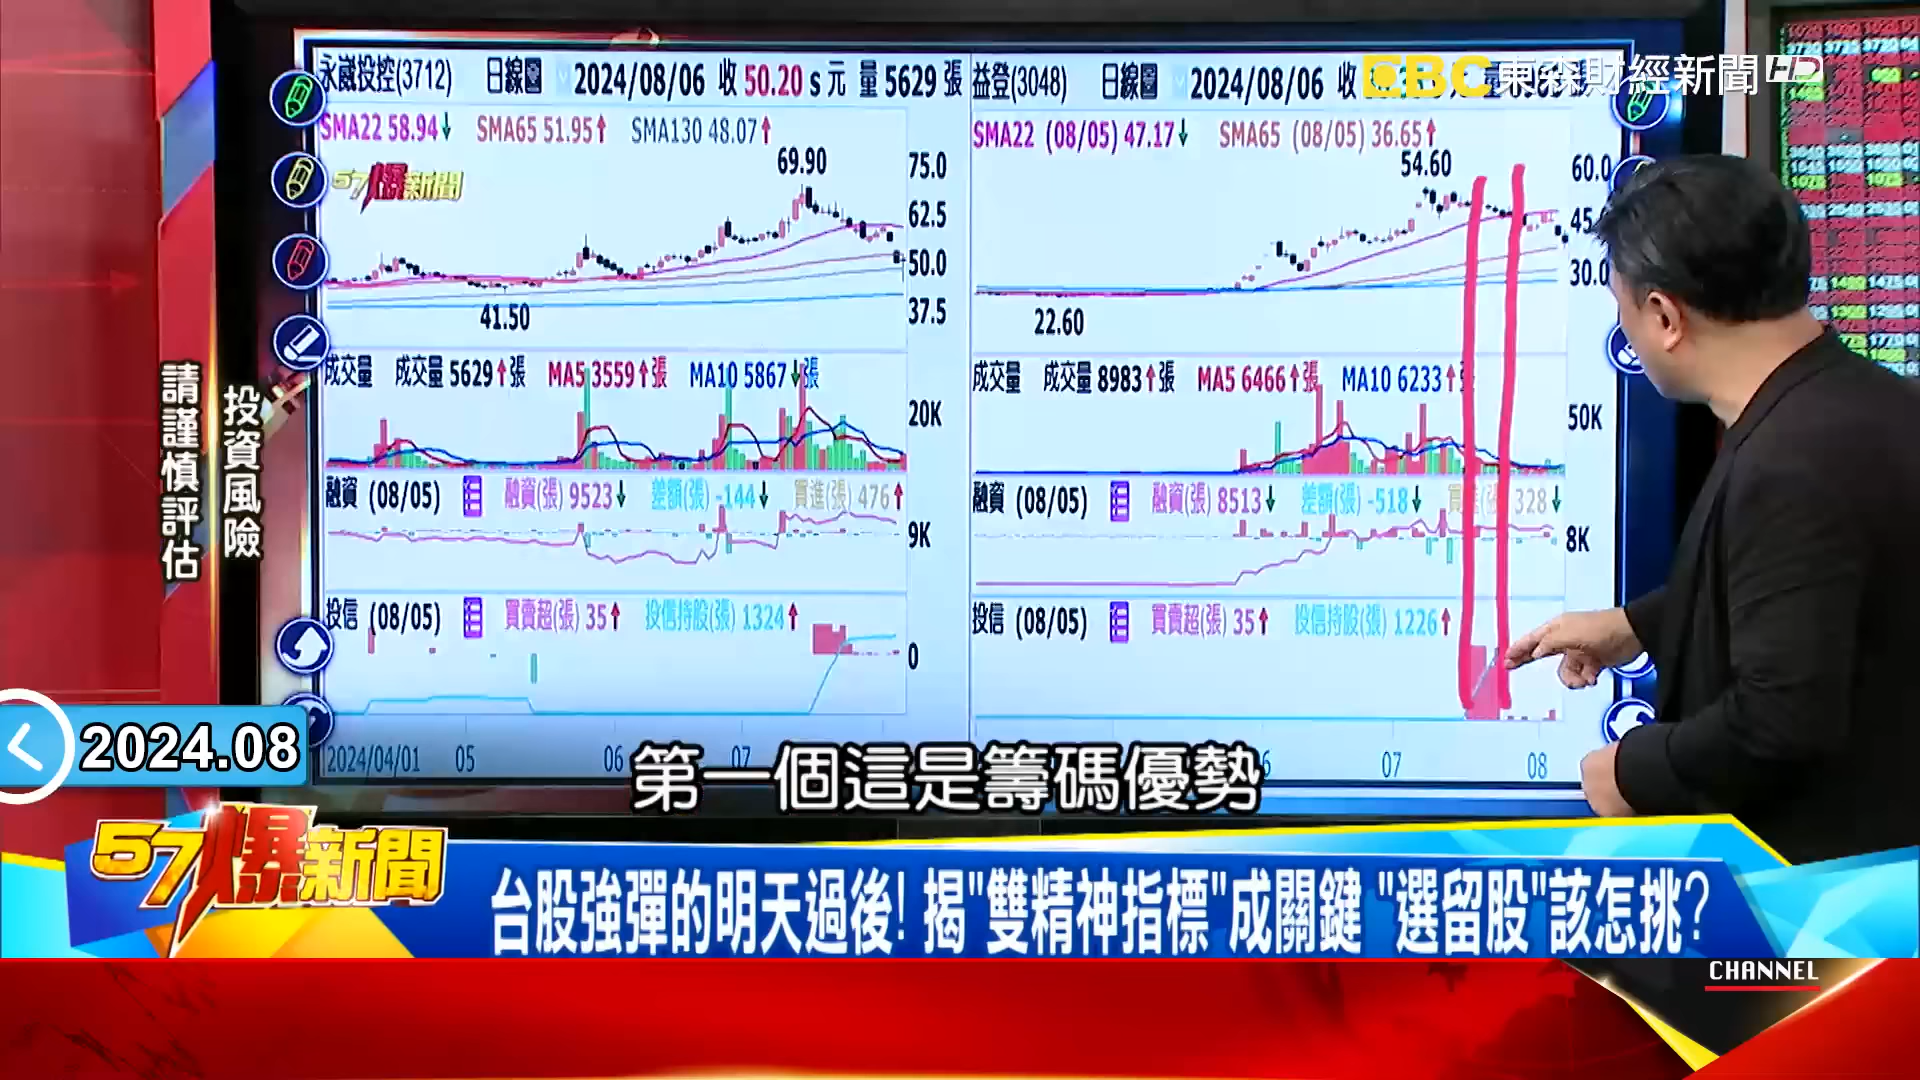 永崴投控(3712) 日線圖 2024/08/06 收 50.20 s 元 量 5629 張
SMA22 58.94↓ SMA65 51.95↑ SMA130 48.07↑
57爆新聞
69.90
75.0
62.5
50.0
37.5
41.50
成交量 成交量 5629↑張 MA5 3559↑張 MA10 5867↓張
20K
融資 (08/05) 融資(張) 9523↓ 差額(張) -144↓ 買進(張) 476↑
9K
投信 (08/05) 買賣超(張) 35↑ 投信持股(張) 1324↑
0
2024/04/01 05 06 07
益登(3048) 日線圖 2024/08/06 收
SMA22 (08/05) 47.17↓ SMA65 (08/05) 36.65↑
54.60
60.0
45.
30.0
22.60
成交量 成交量 8983↑張 MA5 6466↑張 MA10 6233↑張
50K
融資 (08/05) 融資(張) 8513↓ 差額(張) -518↓ 買進(張) 328↓
8K
投信 (08/05) 買賣超(張) 35↑ 投信持股(張) 1226↑
6 07 08
EBC 東森財經新聞 HD
投資風險
請謹慎評估
2024.08
第一個這是籌碼優勢
57爆新聞
台股強彈的明天過後! 揭"雙精神指標"成關鍵 "選留股"該怎挑?
CHANNEL